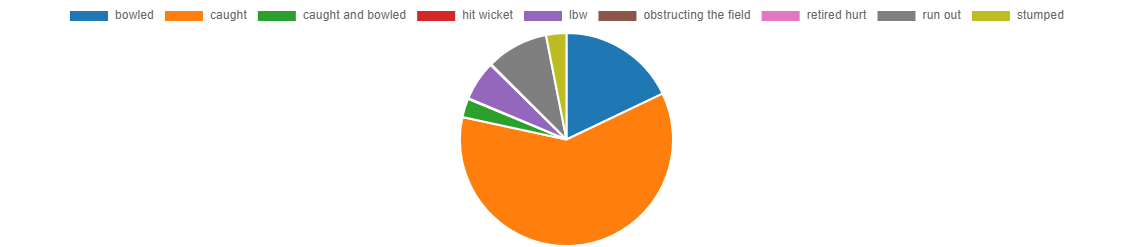 bowled caught caught and bowled hit wicket lbw obstructing the field retired hurt run out stumped